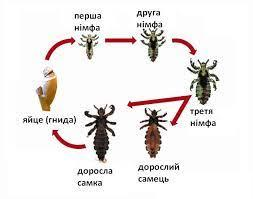 перша
німфа
друга
німфа
третя
німфа
дорослий
самець
доросла
самка
яйце (гнида)